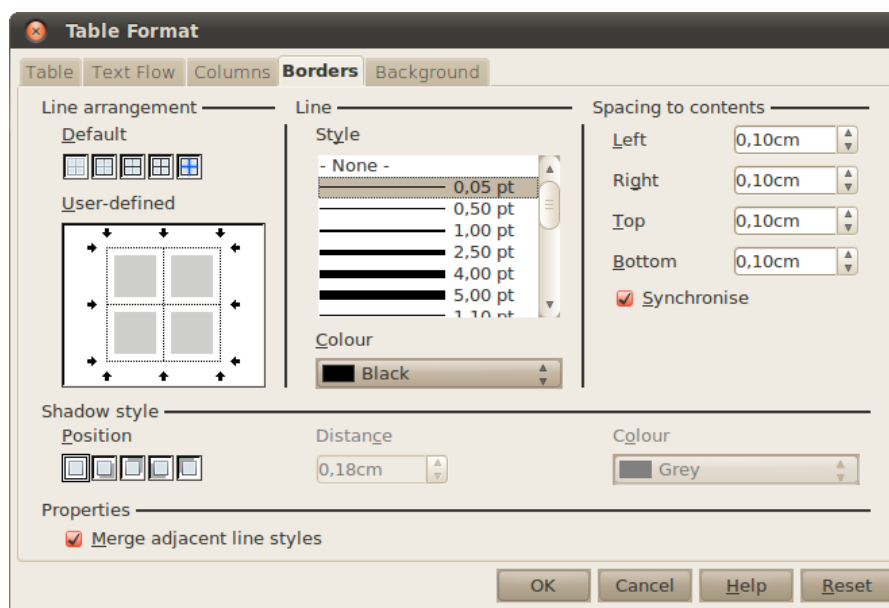 Table Format
Table Text Flow Columns Borders Background
Line arrangement
Default
User-defined
Line
Style
- None -
0,05 pt
0,50 pt
1,00 pt
2,50 pt
4,00 pt
5,00 pt
1,10 pt
Colour
Black
Spacing to contents
Left 0,10cm
Right 0,10cm
Top 0,10cm
Bottom 0,10cm
Synchronise
Shadow style
Position
Distance
0,18cm
Colour
Grey
Properties
Merge adjacent line styles
OK Cancel Help Reset